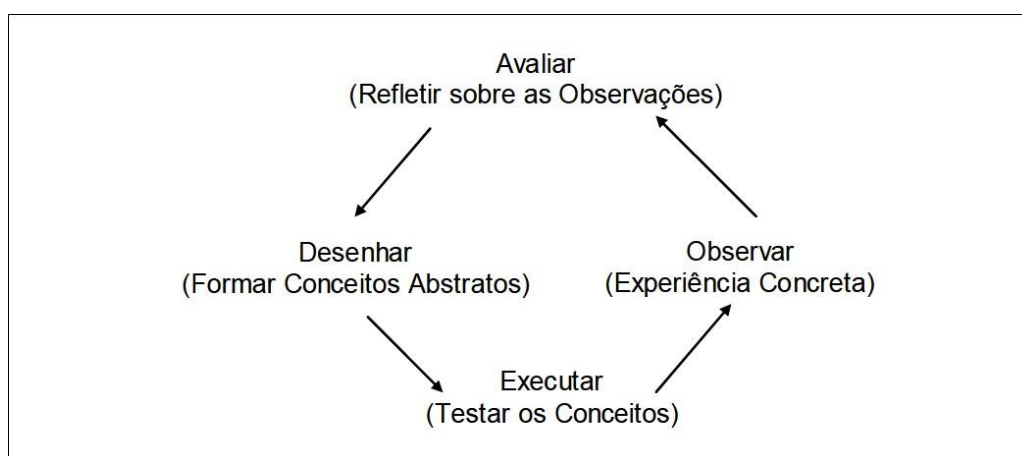 Avaliar
(Refletir sobre as Observações)
Desenhar
(Formar Conceitos Abstratos)
Observar
(Experiência Concreta)
Executar
(Testar os Conceitos)